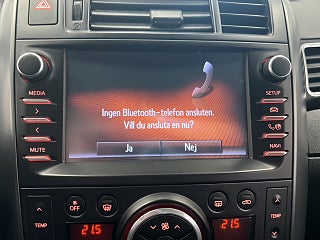 MEDIA
SETUP
Ingen Bluetooth-telefon ansluten.
Vill du ansluta en nu?
Ja
Nej
MUTE
NAVI
TEMP
OFF
21.5
21.5
TEMP